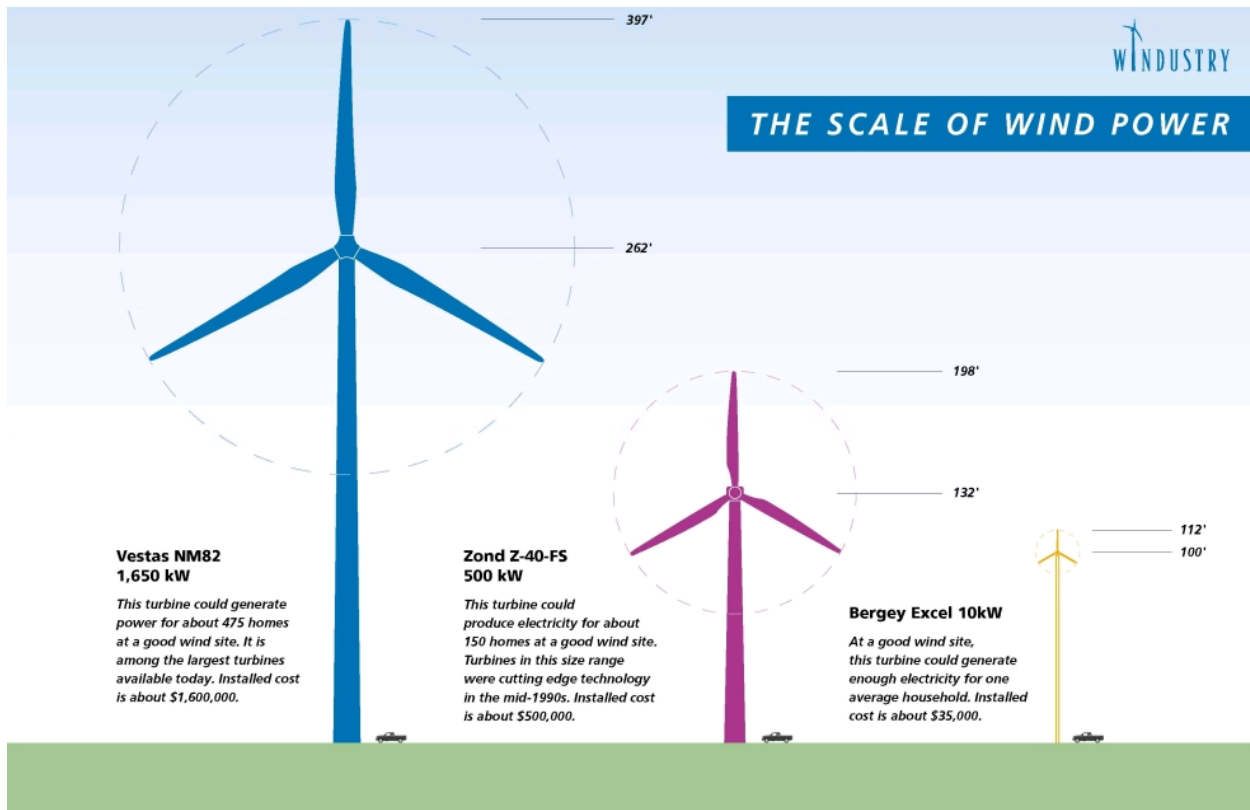 WINDUSTRY
THE SCALE OF WIND POWER
397'
262'
Vestas NM82
1,650 kW
This turbine could generate
power for about 475 homes
at a good wind site. It is
among the largest turbines
available today. Installed cost
is about $1,600,000.
198'
132'
Zond Z-40-FS
500 kW
This turbine could
produce electricity for about
150 homes at a good wind site.
Turbines in this size range
were cutting edge technology
in the mid-1990s. Installed cost
is about $500,000.
112'
100'
Bergey Excel 10kW
At a good wind site,
this turbine could generate
enough electricity for one
average household. Installed
cost is about $35,000.